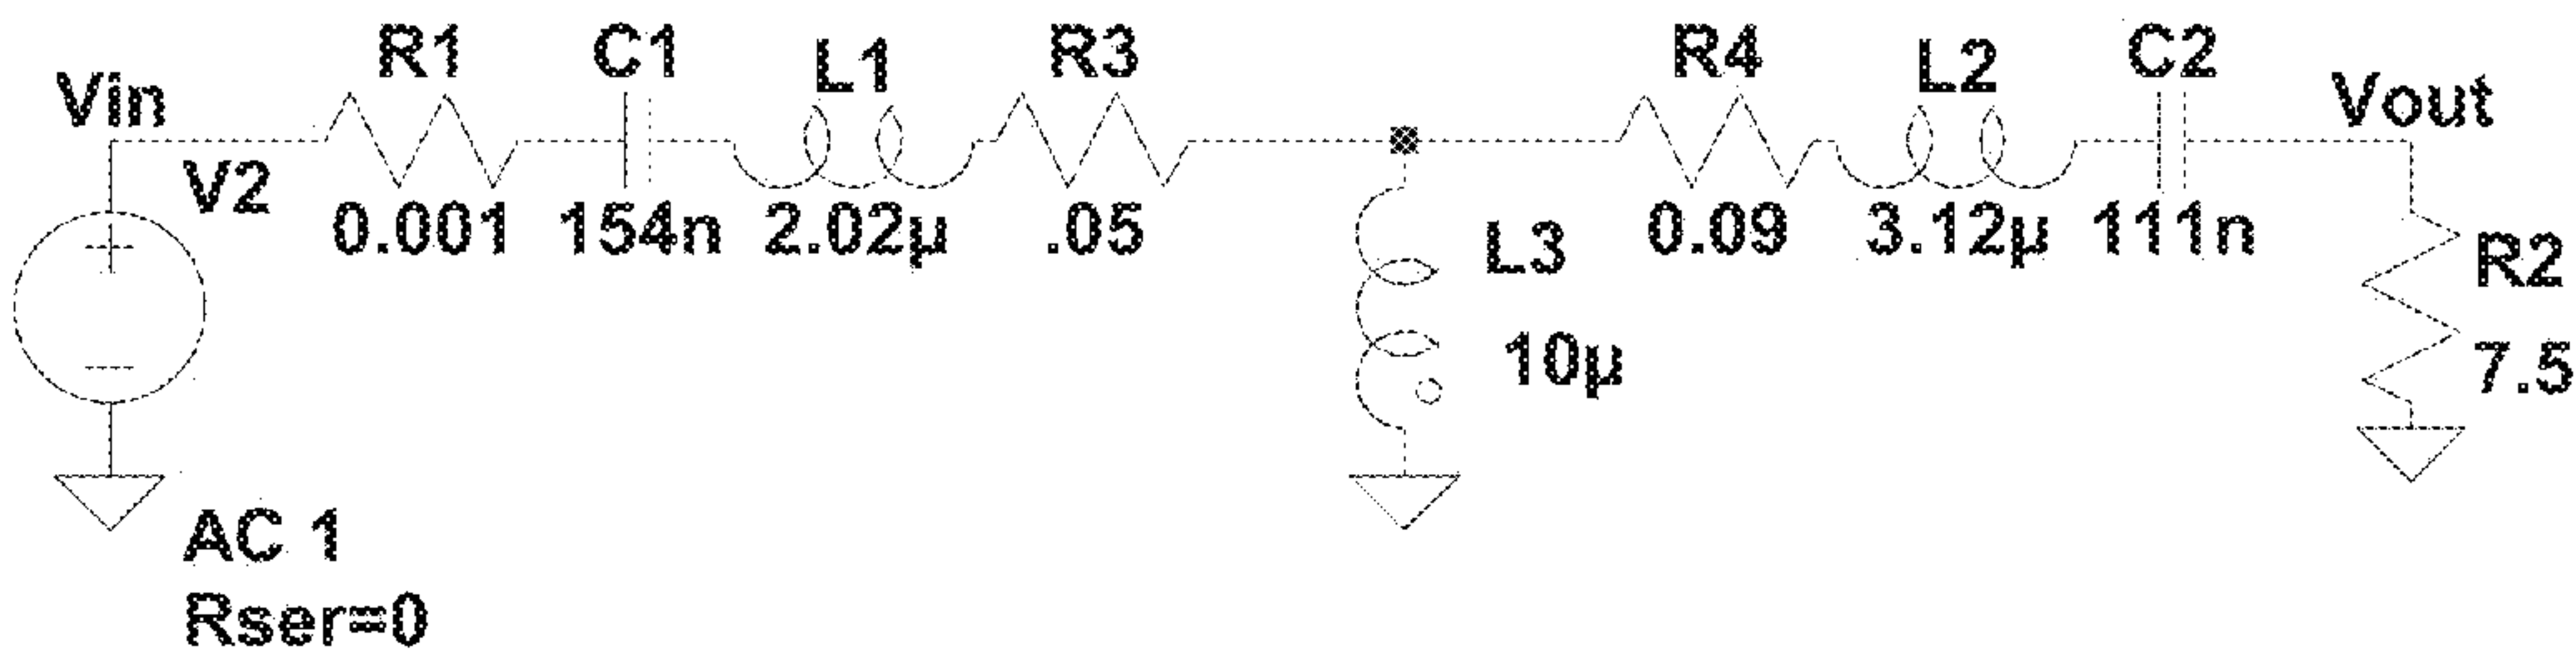 R1 C1 L1 R3 R4 L2 C2
Vin Vout
V2
0.001 154n 2.02µ .05 L3 0.09 3.12µ 111n R2
10µ 7.5
AC 1
Rser=0